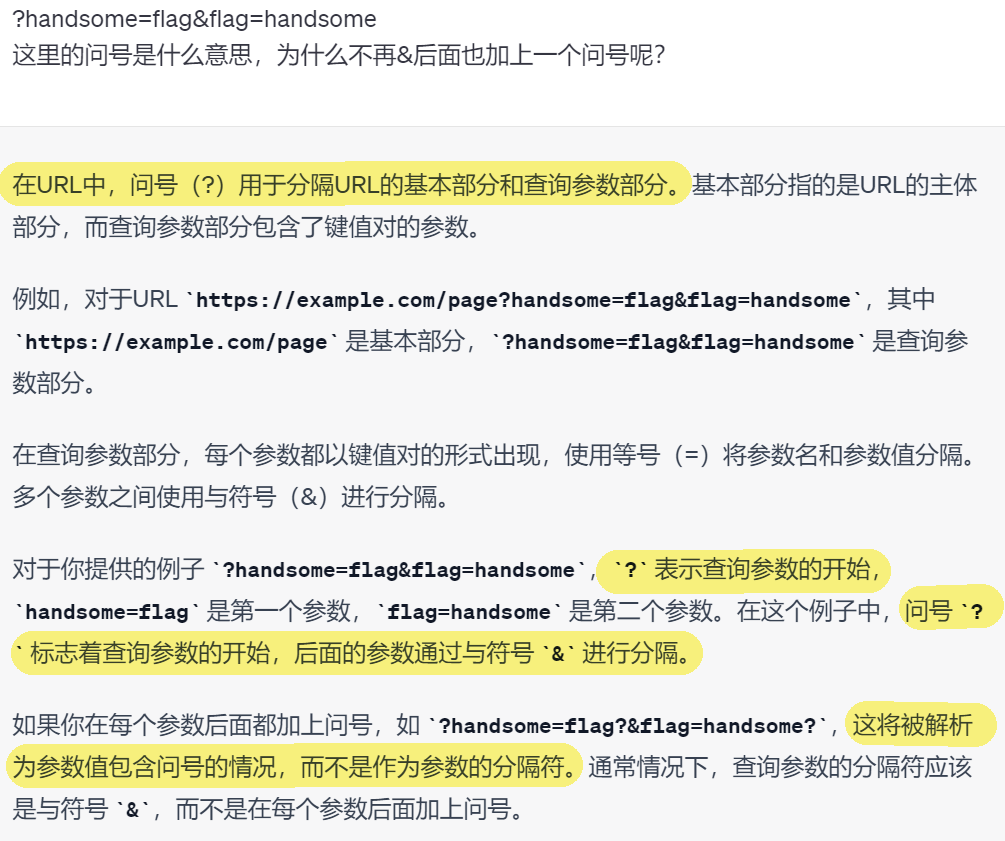 ?handsome=flag&flag=handsome
这里的问号是什么意思，为什么不再&后面也加上一个问号呢？
在URL中，问号（?）用于分隔URL的基本部分和查询参数部分。基本部分指的是URL的主体
部分，而查询参数部分包含了键值对的参数。
例如，对于URL `https://example.com/page?handsome=flag&flag=handsome`，其中
`https://example.com/page` 是基本部分，`?handsome=flag&flag=handsome` 是查询参
数部分。
在查询参数部分，每个参数都以键值对的形式出现，使用等号（=）将参数名和参数值分隔。
多个参数之间使用与符号（&）进行分隔。
对于你提供的例子 `?handsome=flag&flag=handsome`，`?` 表示查询参数的开始，
`handsome=flag` 是第一个参数，`flag=handsome` 是第二个参数。在这个例子中，问号 `?
` 标志着查询参数的开始，后面的参数通过与符号 `&` 进行分隔。
如果你在每个参数后面都加上问号，如 `?handsome=flag?&flag=handsome?`，这将被解析
为参数值包含问号的情况，而不是作为参数的分隔符。通常情况下，查询参数的分隔符应该
是与符号 `&`，而不是在每个参数后面加上问号。